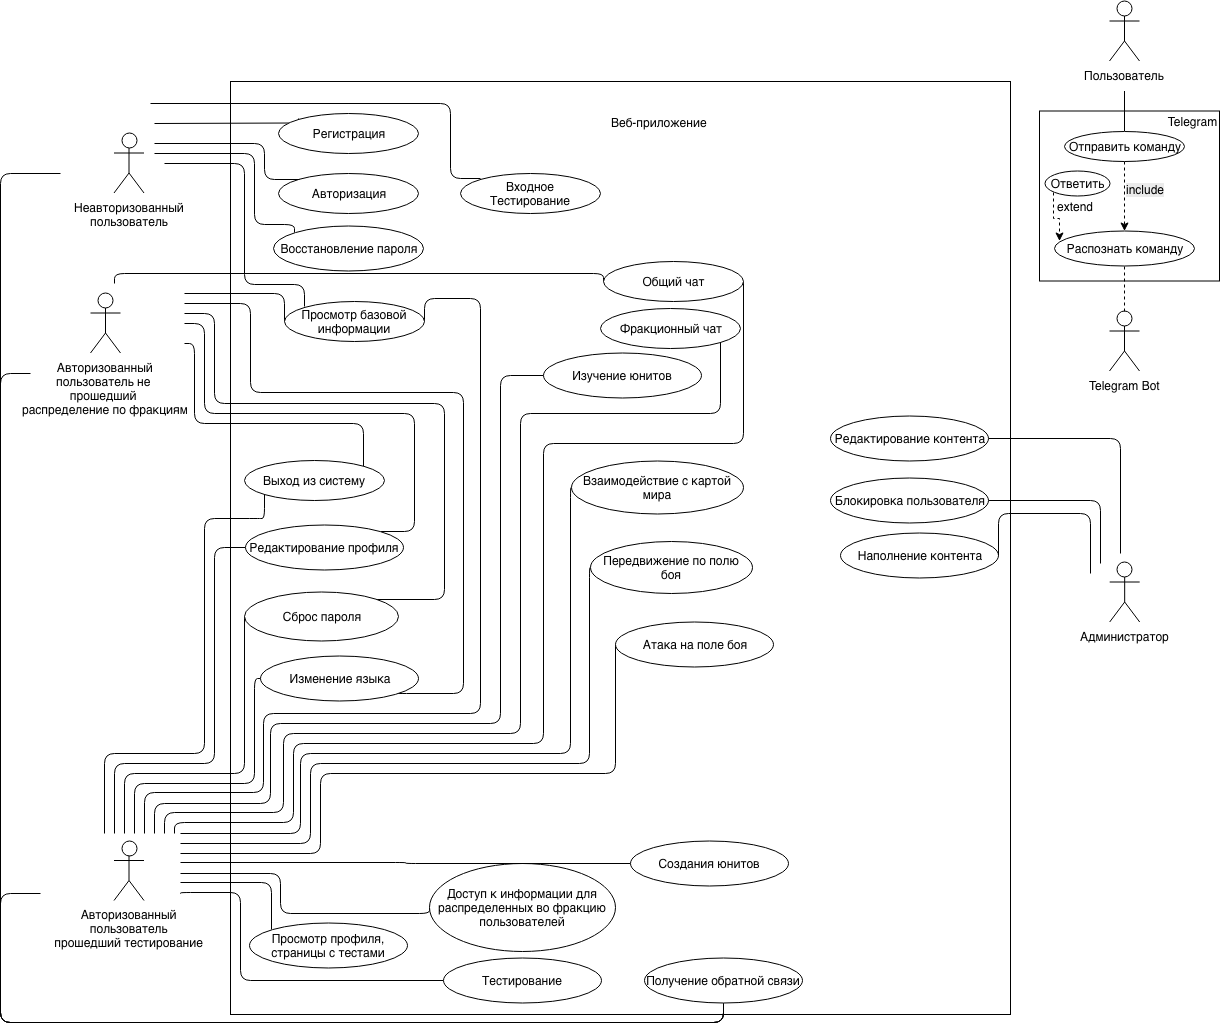 Пользователь
Telegram
Отправить команду
Ответить
include
extend
Распознать команду
Telegram Bot
Веб-приложение
Регистрация
Авторизация
Входное
Тестирование
Неавторизованный
пользователь
Восстановление пароля
Общий чат
Просмотр базовой
информации
Фракционный чат
Авторизованный
пользователь не
прошедший
распределение по фракциям
Изучение юнитов
Редактирование контента
Выход из систему
Взаимодействие с картой
мира
Блокировка пользователя
Редактирование профиля
Передвижение по полю
боя
Наполнение контента
Сброс пароля
Атака на поле боя
Администратор
Изменение языка
Создания юнитов
Авторизованный
пользователь
прошедший тестирование
Доступ к информации для
распределенных во фракцию
пользователей
Просмотр профиля,
страницы с тестами
Тестирование
Получение обратной связи